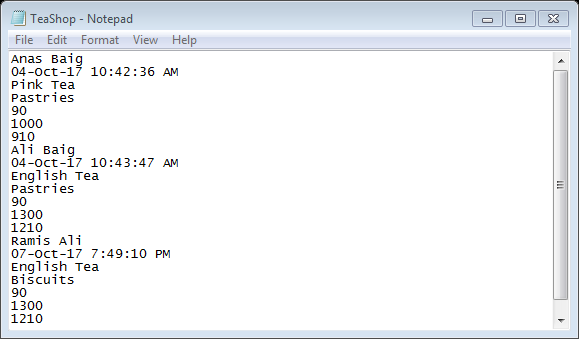 TeaShop - Notepad
File Edit Format View Help
Anas Baig
04-Oct-17 10:42:36 AM
Pink Tea
Pastries
90
1000
910
Ali Baig
04-Oct-17 10:43:47 AM
English Tea
Pastries
90
1300
1210
Ramis Ali
07-Oct-17 7:49:10 PM
English Tea
Biscuits
90
1300
1210